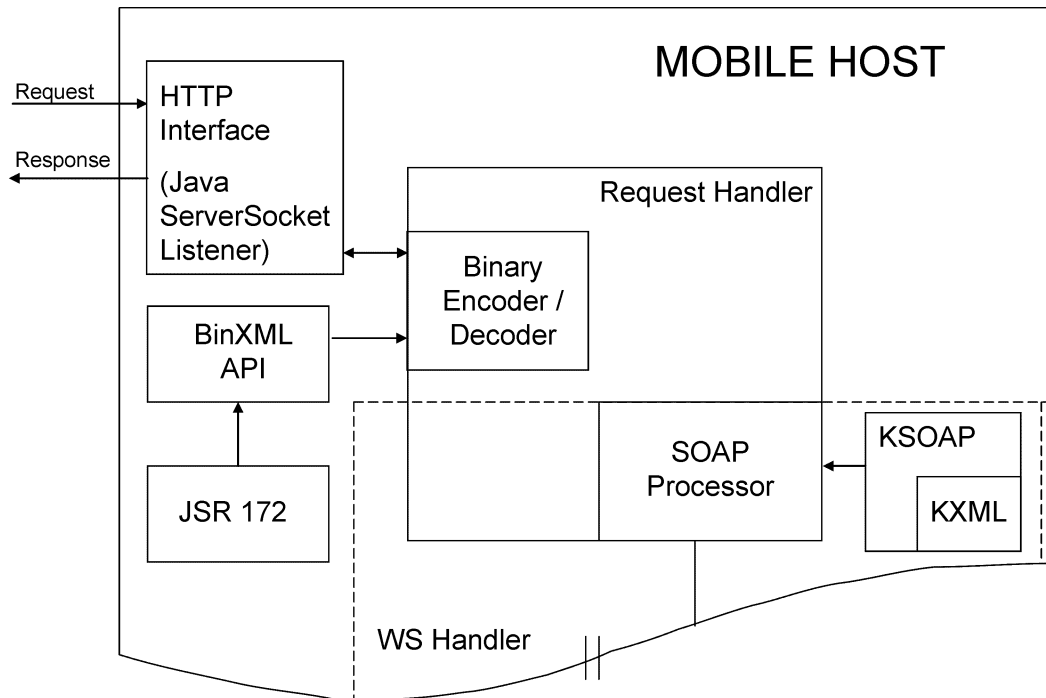 MOBILE HOST
Request
Response
HTTP
Interface
(Java
ServerSocket
Listener)
Request Handler
Binary
Encoder /
Decoder
BinXML
API
JSR 172
SOAP
Processor
KSOAP
KXML
WS Handler